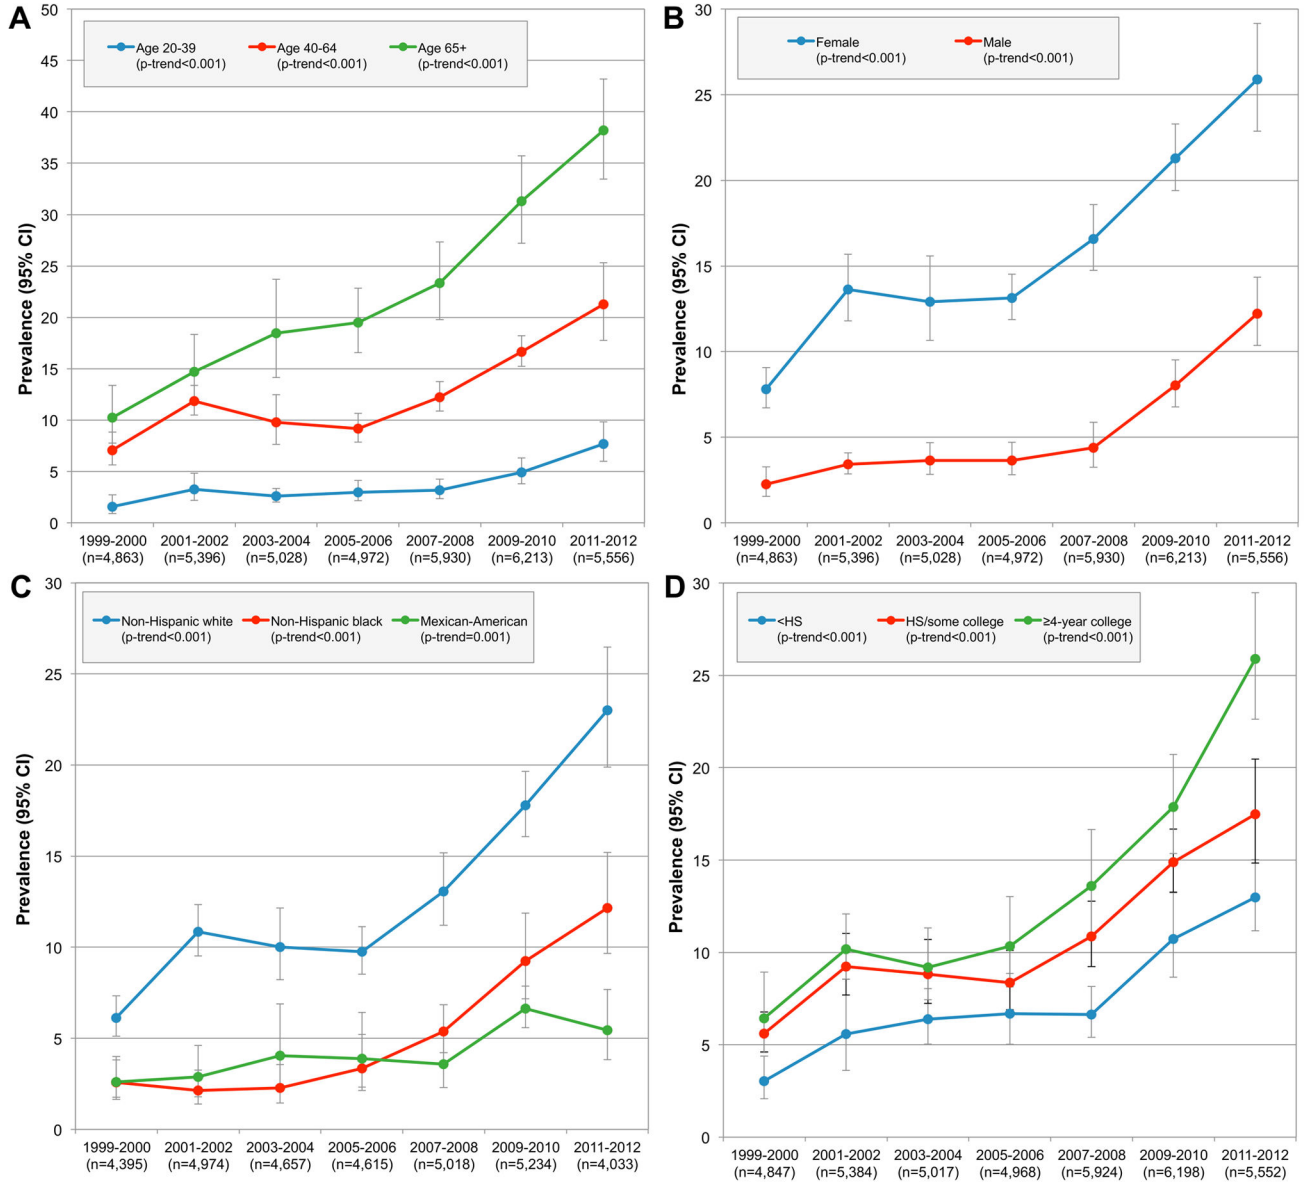 A
50
45
40
35
30
25
20
15
10
5
0
Prevalence (95% CI)
Age 20-39 Age 40-64 Age 65+
(p-trend<0.001) (p-trend<0.001) (p-trend<0.001)
1999-2000 2001-2002 2003-2004 2005-2006 2007-2008 2009-2010 2011-2012
(n=4,863) (n=5,396) (n=5,028) (n=4,972) (n=5,930) (n=6,213) (n=5,556)
B
30
25
20
15
10
5
0
Prevalence (95% CI)
Female Male
(p-trend<0.001) (p-trend<0.001)
1999-2000 2001-2002 2003-2004 2005-2006 2007-2008 2009-2010 2011-2012
(n=4,863) (n=5,396) (n=5,028) (n=4,972) (n=5,930) (n=6,213) (n=5,556)
C
30
25
20
15
10
5
0
Prevalence (95% CI)
Non-Hispanic white Non-Hispanic black Mexican-American
(p-trend<0.001) (p-trend<0.001) (p-trend=0.001)
1999-2000 2001-2002 2003-2004 2005-2006 2007-2008 2009-2010 2011-2012
(n=4,395) (n=4,974) (n=4,657) (n=4,615) (n=5,018) (n=5,234) (n=4,033)
D
30
25
20
15
10
5
0
Prevalence (95% CI)
<HS HS/some college ≥4-year college
(p-trend<0.001) (p-trend<0.001) (p-trend<0.001)
1999-2000 2001-2002 2003-2004 2005-2006 2007-2008 2009-2010 2011-2012
(n=4,847) (n=5,384) (n=5,017) (n=4,968) (n=5,924) (n=6,198) (n=5,552)